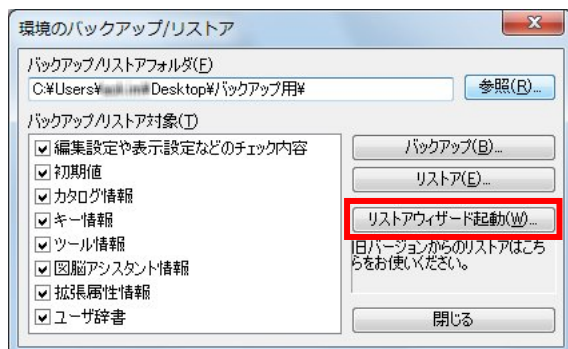 環境のバックアップ/リストア
バックアップ/リストアフォルダ(F)
C:¥Users¥ Desktop¥バックアップ用¥
参照(R)...
バックアップ/リストア対象(T)
編集設定や表示設定などのチェック内容
初期値
カタログ情報
キー情報
ツール情報
図脳アシスタント情報
拡張属性情報
ユーザ辞書
バックアップ(B)...
リストア(E)...
リストアウィザード起動(W)...
旧バージョンからのリストアはこち
らをお使いください。
閉じる